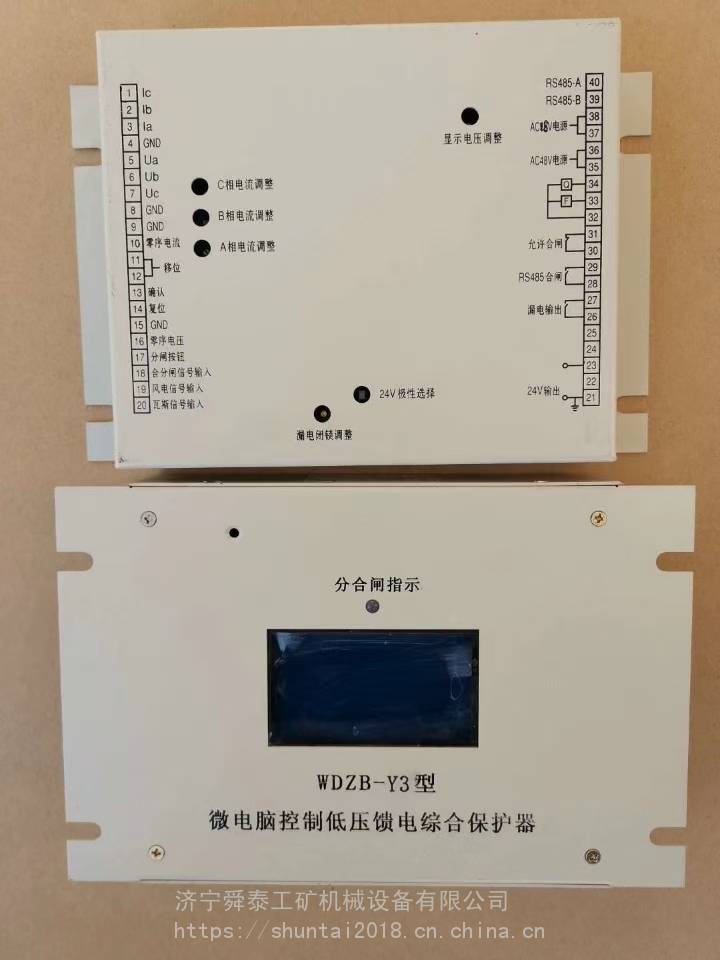 1 Ic
2 Ib
3 Ia
4 GND
5 Ua
6 Ub
7 Uc
8 GND
9 GND
10 零序电流
11
12
移位
13 确认
14 复位
15 GND
16 零序电压
17 分闸按钮
18 合分闸信号输入
19 风电信号输入
20 瓦斯信号输入
C相电流调整
B相电流调整
A相电流调整
显示电压调整
24V极性选择
漏电闭锁调整
RS485-A 40
RS485-B 39
38
AC18V电源
37
36
AC48V电源
35
Q 34
F 33
32
31
允许合闸
30
29
RS485合闸
28
27
漏电输出
26
25
24
23
22
24V输出 21
分合闸指示
WDZB-Y3型
微电脑控制低压馈电综合保护器
济宁舜泰工矿机械设备有限公司
https://shuntai2018.cn.china.cn